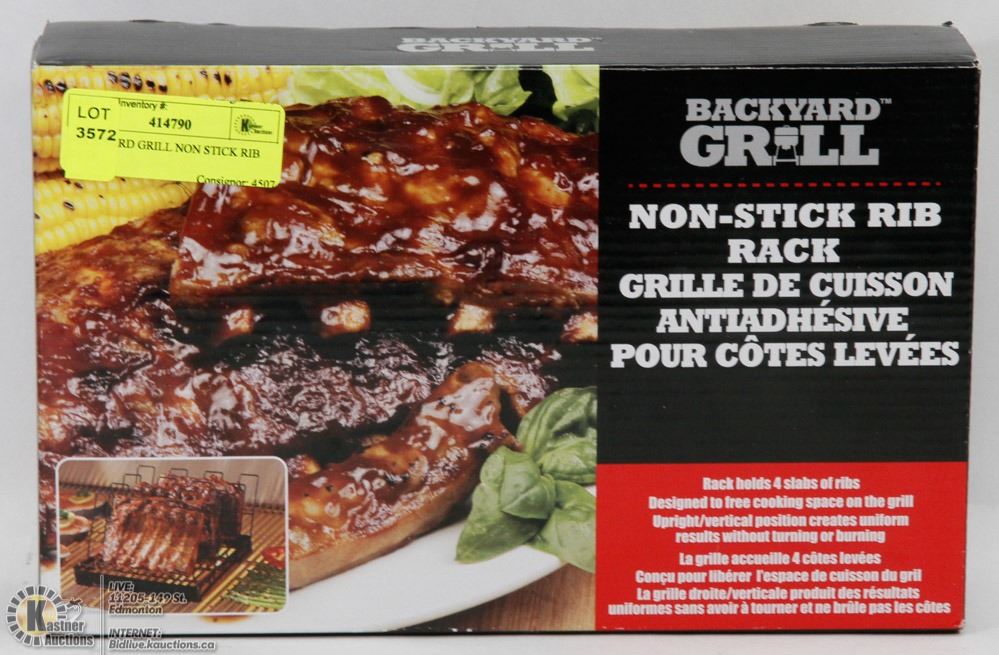 BACKYARD
GRILL
LOT
3572
Inventory #:
414790
Kastner
Auctions
RD GRILL NON STICK RIB
Consignor: 4507
BACKYARD™
GRILL
NON-STICK RIB
RACK
GRILLE DE CUISSON
ANTIADHÉSIVE
POUR CÔTES LEVÉES
Rack holds 4 slabs of ribs
Designed to free cooking space on the grill
Upright/vertical position creates uniform
results without turning or burning
La grille accueille 4 côtes levées
Conçu pour libérer l'espace de cuisson du gril
La grille droite/verticale produit des résultats
uniformes sans avoir à tourner et ne brûle pas les côtes
Kastner
Auctions
LIVE:
11205-149 St.
Edmonton
INTERNET:
Bidlive.kauctions.ca